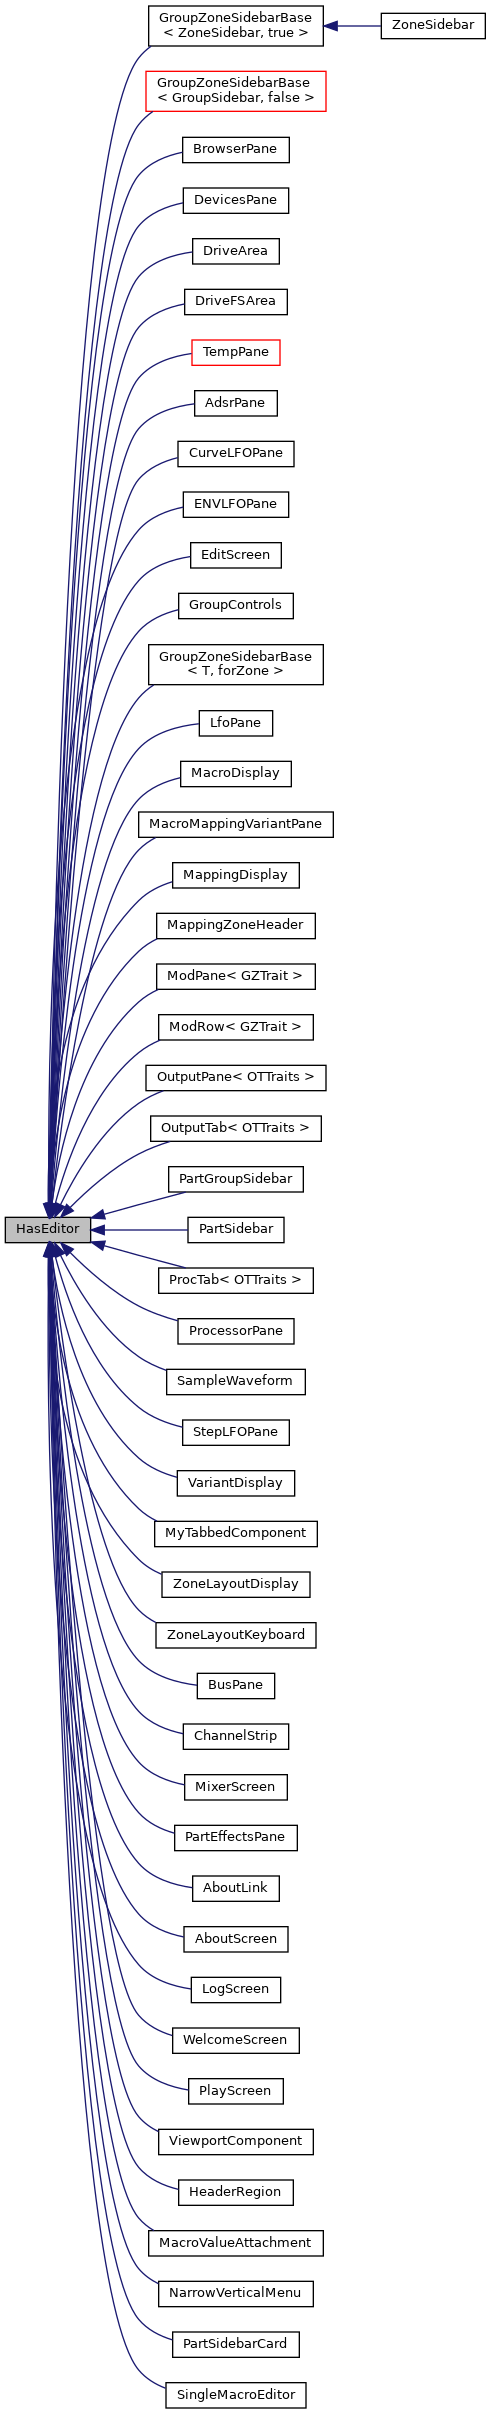 GroupZoneSidebarBase
< ZoneSidebar, true >
ZoneSidebar
GroupZoneSidebarBase
< GroupSidebar, false >
BrowserPane
DevicesPane
DriveArea
DriveFSArea
TempPane
AdsrPane
CurveLFOPane
ENVLFOPane
EditScreen
GroupControls
GroupZoneSidebarBase
< T, forZone >
LfoPane
MacroDisplay
MacroMappingVariantPane
MappingDisplay
MappingZoneHeader
ModPane< GZTrait >
ModRow< GZTrait >
OutputPane< OTTraits >
OutputTab< OTTraits >
PartGroupSidebar
HasEditor
PartSidebar
ProcTab< OTTraits >
ProcessorPane
SampleWaveform
StepLFOPane
VariantDisplay
MyTabbedComponent
ZoneLayoutDisplay
ZoneLayoutKeyboard
BusPane
ChannelStrip
MixerScreen
PartEffectsPane
AboutLink
AboutScreen
LogScreen
WelcomeScreen
PlayScreen
ViewportComponent
HeaderRegion
MacroValueAttachment
NarrowVerticalMenu
PartSidebarCard
SingleMacroEditor